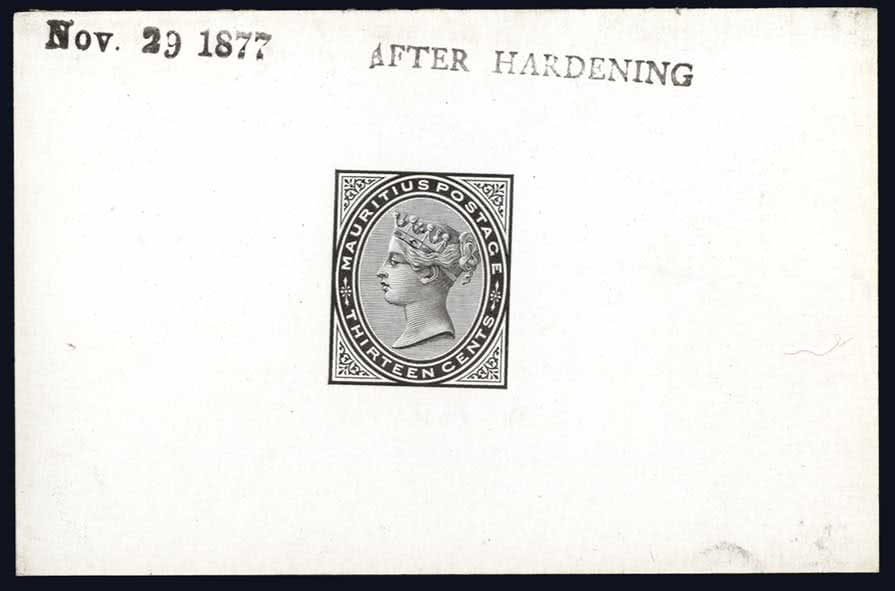 Nov. 29 1877 AFTER HARDENING
MAURITIUS POSTAGE
THIRTEEN CENTS